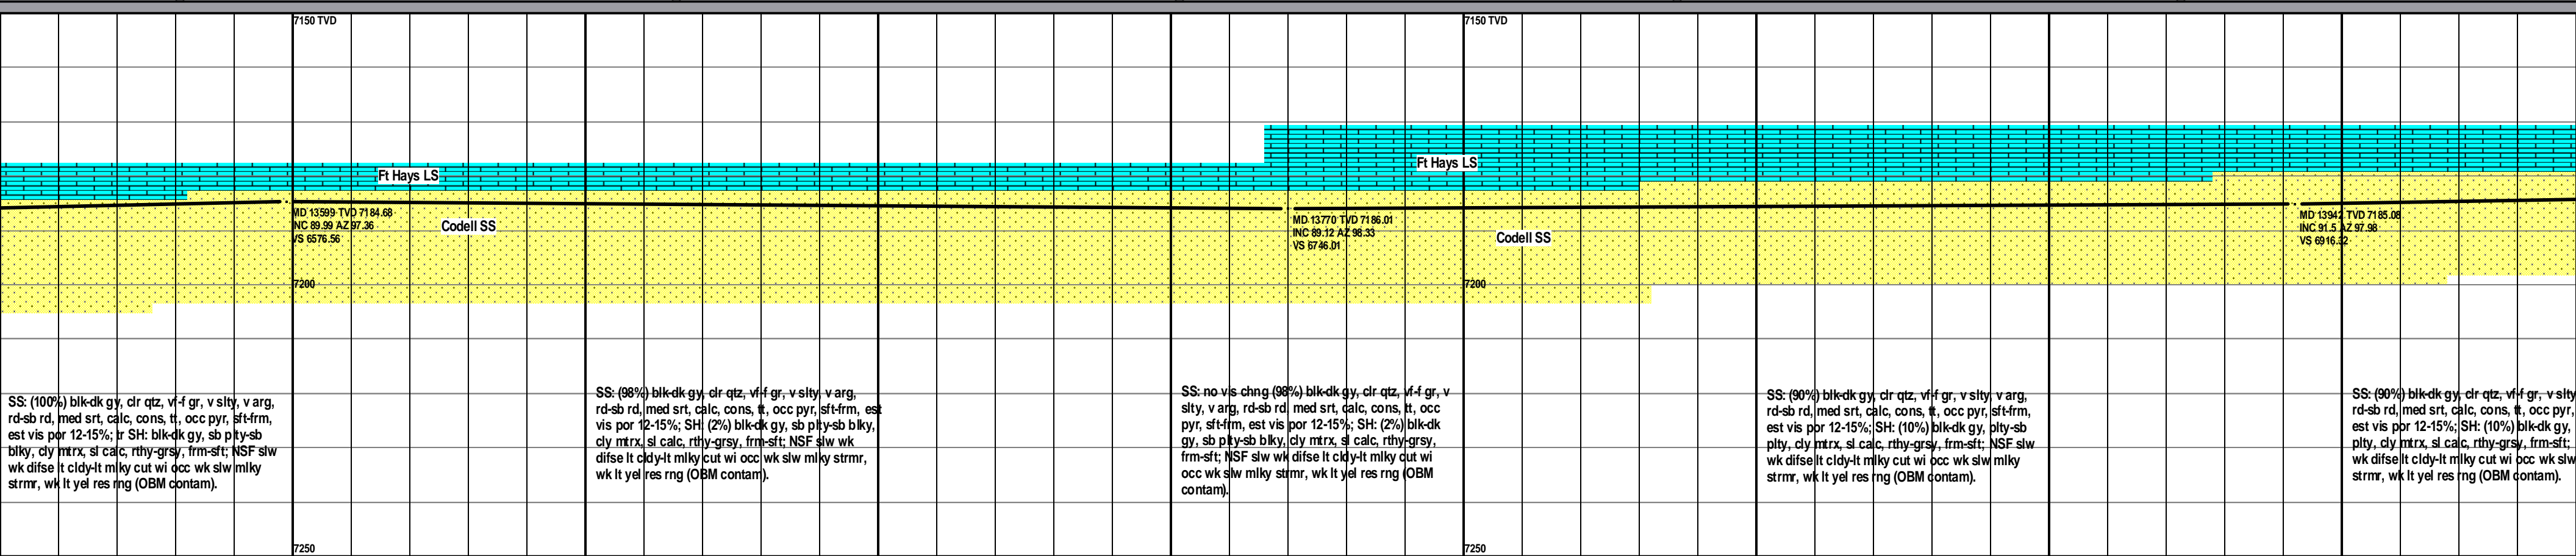 7150 TVD
7150 TVD
Ft Hays LS
Ft Hays LS
MD 13599 TVD 7184.68
INC 89.99 AZ 97.36
VS 6576.56
Codell SS
MD 13770 TVD 7186.01
INC 89.12 AZ 98.33
VS 6746.01
Codell SS
MD 13942 TVD 7185.08
INC 91.5 AZ 97.98
VS 6916.32
7200
7200
SS: (100%) blk-dk gy, clr qtz, vf-f gr, v slty, v arg,
rd-sb rd, med srt, calc, cons, tt, occ pyr, sft-frm,
est vis por 12-15%; tr SH: blk-dk gy, sb plty-sb
blky, cly mtrx, sl calc, rthy-grsy, frm-sft; NSF slw
wk difse lt cldy-lt mlky cut wi occ wk slw mlky
strmr, wk lt yel res rng (OBM contam).
SS: (98%) blk-dk gy, clr qtz, vf-f gr, v slty, v arg,
rd-sb rd, med srt, calc, cons, tt, occ pyr, sft-frm, est
vis por 12-15%; SH: (2%) blk-dk gy, sb plty-sb blky,
cly mtrx, sl calc, rthy-grsy, frm-sft; NSF slw wk
difse lt cldy-lt mlky cut wi occ wk slw mlky strmr,
wk lt yel res rng (OBM contam).
SS: no vis chng (98%) blk-dk gy, clr qtz, vf-f gr, v
slty, v arg, rd-sb rd, med srt, calc, cons, tt, occ
pyr, sft-frm, est vis por 12-15%; SH: (2%) blk-dk
gy, sb plty-sb blky, cly mtrx, sl calc, rthy-grsy,
frm-sft; NSF slw wk difse lt cldy-lt mlky cut wi
occ wk slw mlky strmr, wk lt yel res rng (OBM
contam).
SS: (90%) blk-dk gy, clr qtz, vf-f gr, v slty, v arg,
rd-sb rd, med srt, calc, cons, tt, occ pyr, sft-frm,
est vis por 12-15%; SH: (10%) blk-dk gy, plty-sb
plty, cly mtrx, sl calc, rthy-grsy, frm-sft; NSF slw
wk difse lt cldy-lt mlky cut wi occ wk slw mlky
strmr, wk lt yel res rng (OBM contam).
SS: (90%) blk-dk gy, clr qtz, vf-f gr, v slty
rd-sb rd, med srt, calc, cons, tt, occ pyr,
est vis por 12-15%; SH: (10%) blk-dk gy,
plty, cly mtrx, sl calc, rthy-grsy, frm-sft;
wk difse lt cldy-lt mlky cut wi occ wk slw
strmr, wk lt yel res rng (OBM contam).
7250
7250